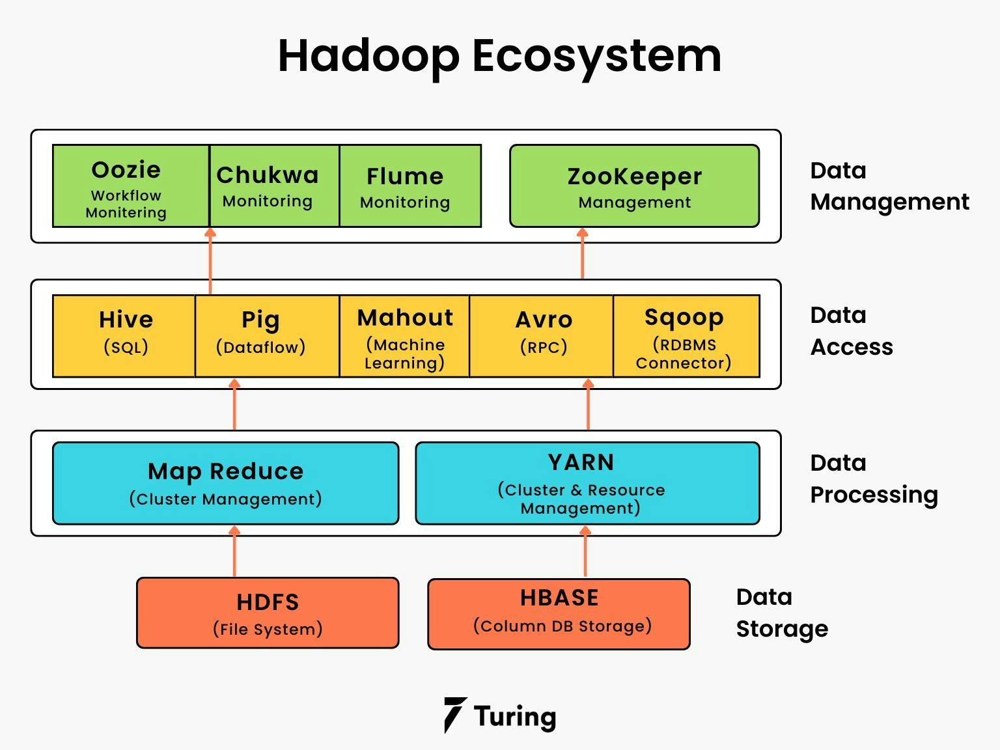 Hadoop Ecosystem
Oozie
Workflow
Monitering
Chukwa
Monitoring
Flume
Monitoring
ZooKeeper
Management
Data
Management
Hive
(SQL)
Pig
(Dataflow)
Mahout
(Machine
Learning)
Avro
(RPC)
Sqoop
(RDBMS
Connector)
Data
Access
Map Reduce
(Cluster Management)
YARN
(Cluster & Resource
Management)
Data
Processing
HDFS
(File System)
HBASE
(Column DB Storage)
Data
Storage
Turing